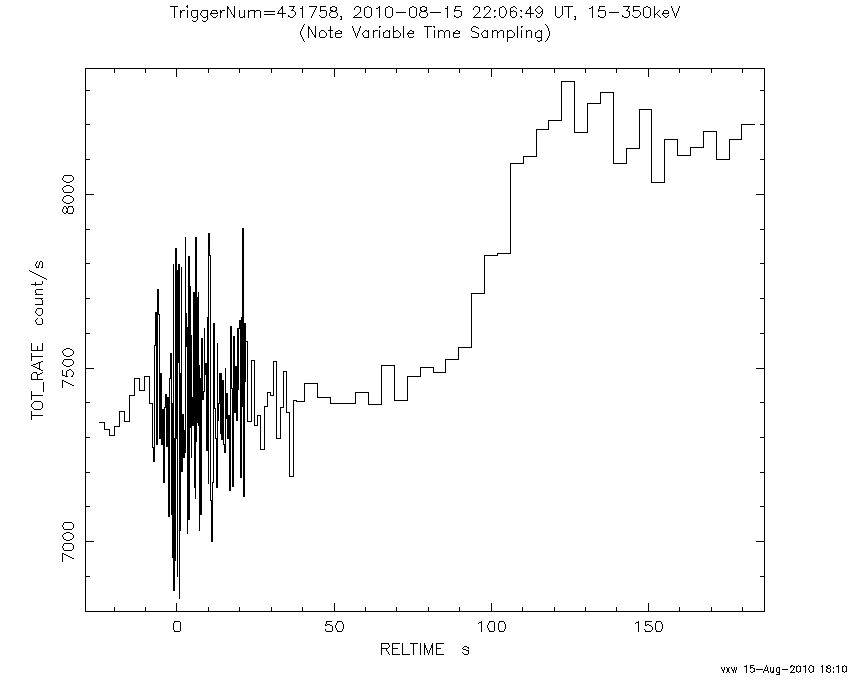 TriggerNum=431758, 2010-08-15 22:06:49 UT, 15-350keV
(Note Variable Time Sampling)
TOT_RATE count/s
8000
7500
7000
0 50 100 150
RELTIME s
vxw 15-Aug-2010 18:10